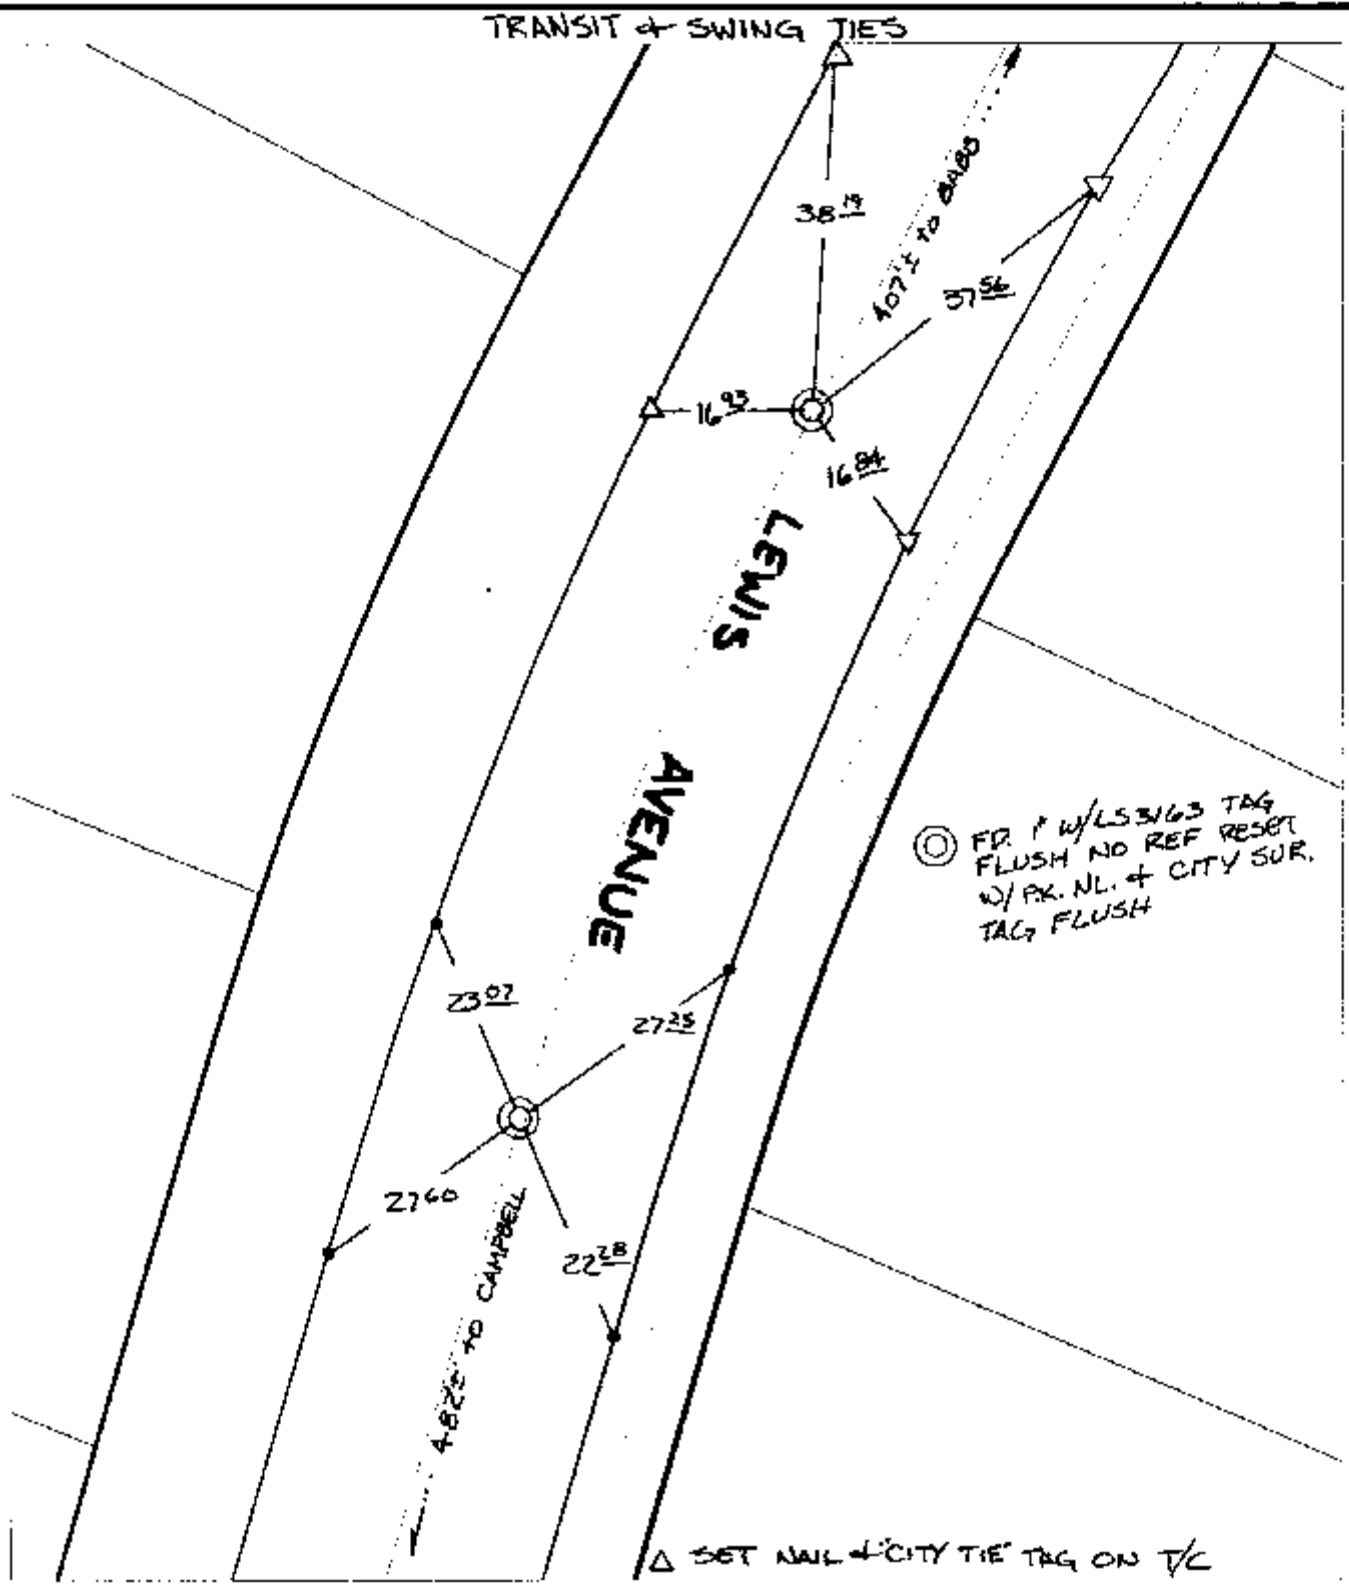 TRANSIT & SWING TIES
38.19
407'± TO BABB
37.56
16.93
16.84
LEWIS
AVENUE
FD. 1" W/LS3163 TAG
FLUSH NO REF RESET
W/ P.K. NL. & CITY SUR.
TAG FLUSH
23.07
27.35
27.60
22.28
482'± TO CAMPBELL
△ SET NAIL & "CITY TIE" TAG ON T/C